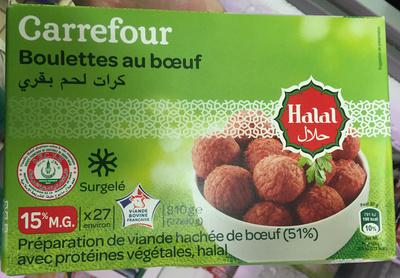 Carrefour
Boulettes au bœuf
كرات لحم بقري
Halal
حلال
Surgelé
15% M.G.
x27
environ
VIANDE
BOVINE
FRANÇAISE
810g e
Préparation de viande hachée de bœuf (51%)
avec protéines végétales, halal
10%